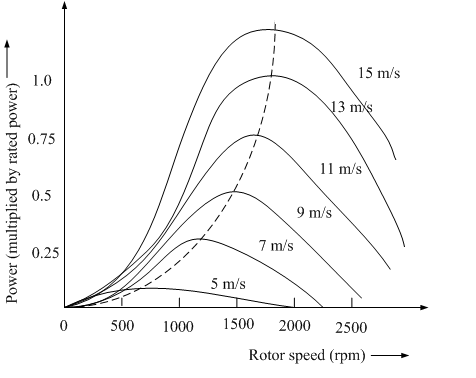 15 m/s
1.0
13 m/s
0.75
11 m/s
0.5
9 m/s
7 m/s
0.25
5 m/s
0 500 1000 1500 2000 2500
Rotor speed (rpm)
Power (multiplied by rated power)